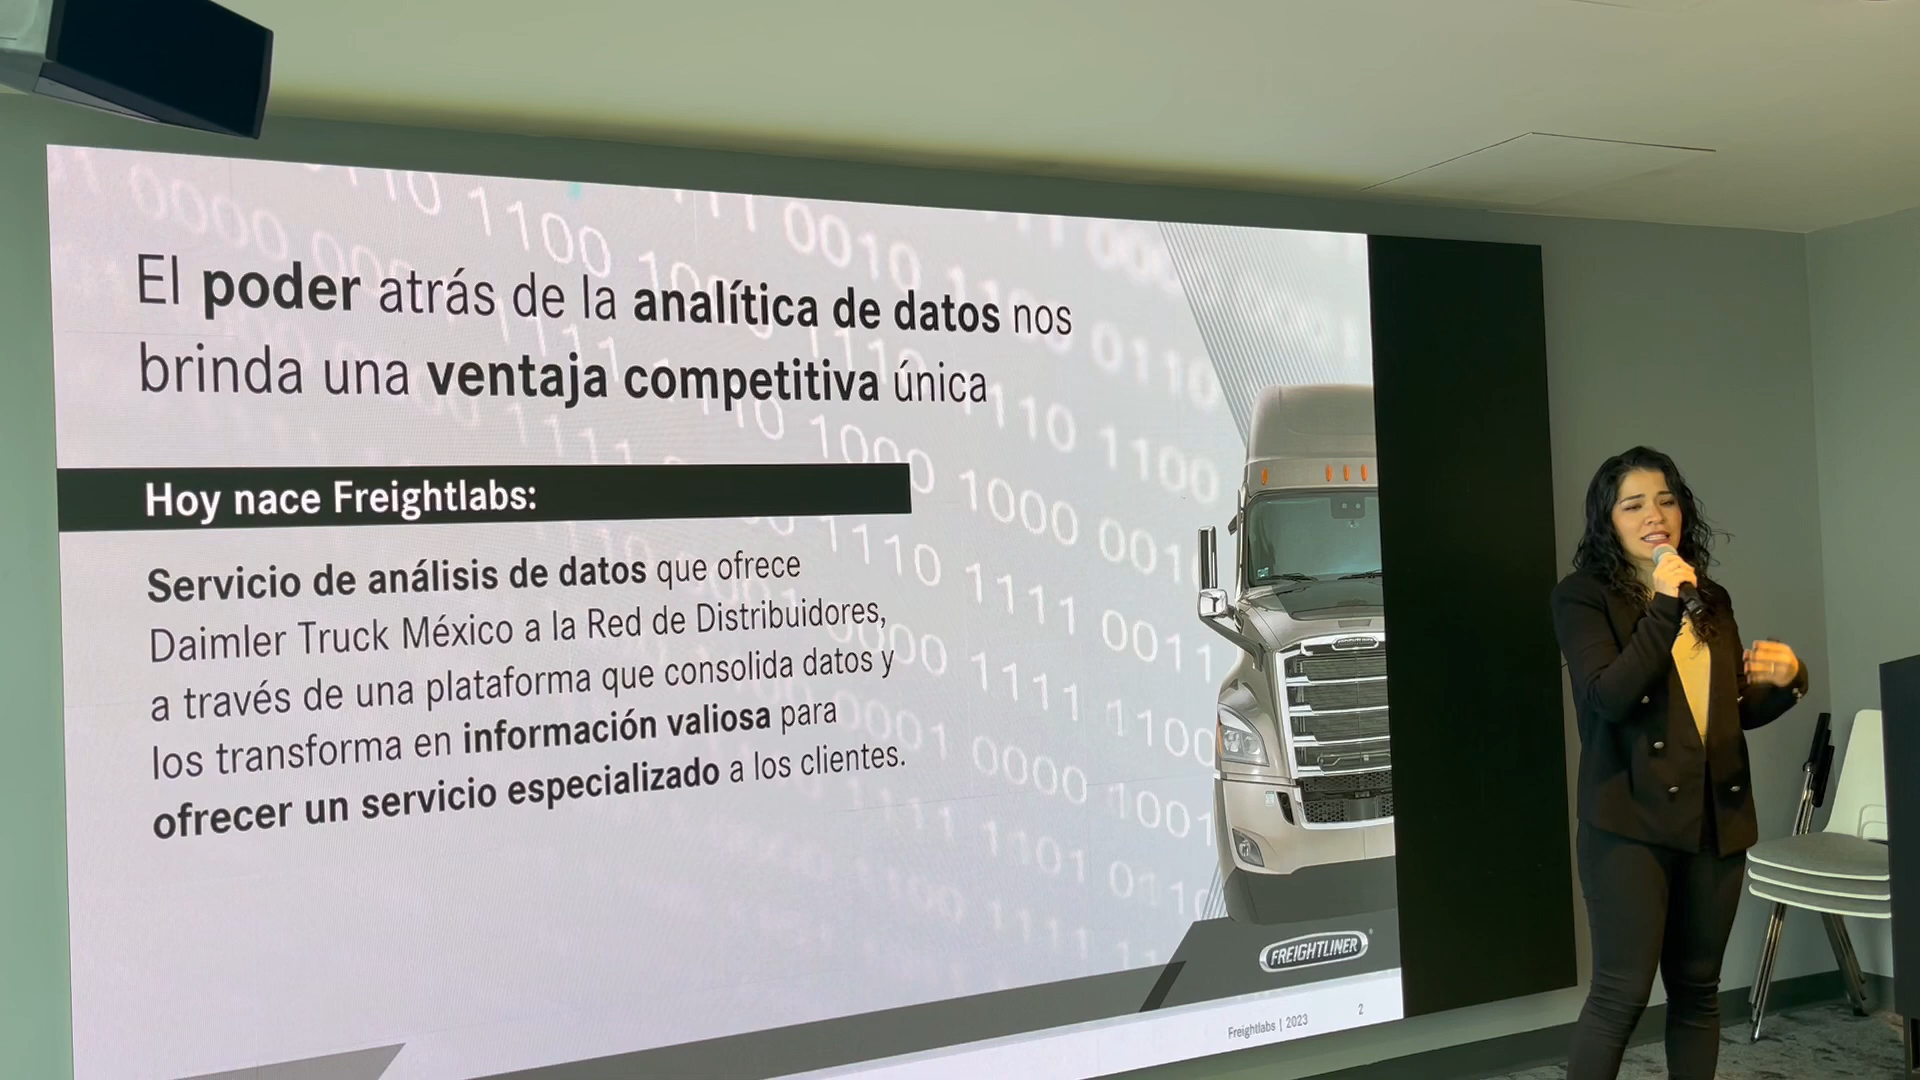 El poder atrás de la analítica de datos nos
brinda una ventaja competitiva única
Hoy nace Freightlabs:
Servicio de análisis de datos que ofrece
Daimler Truck México a la Red de Distribuidores,
a través de una plataforma que consolida datos y
los transforma en información valiosa para
ofrecer un servicio especializado a los clientes.
FREIGHTLINER
Freightlabs | 2023
2